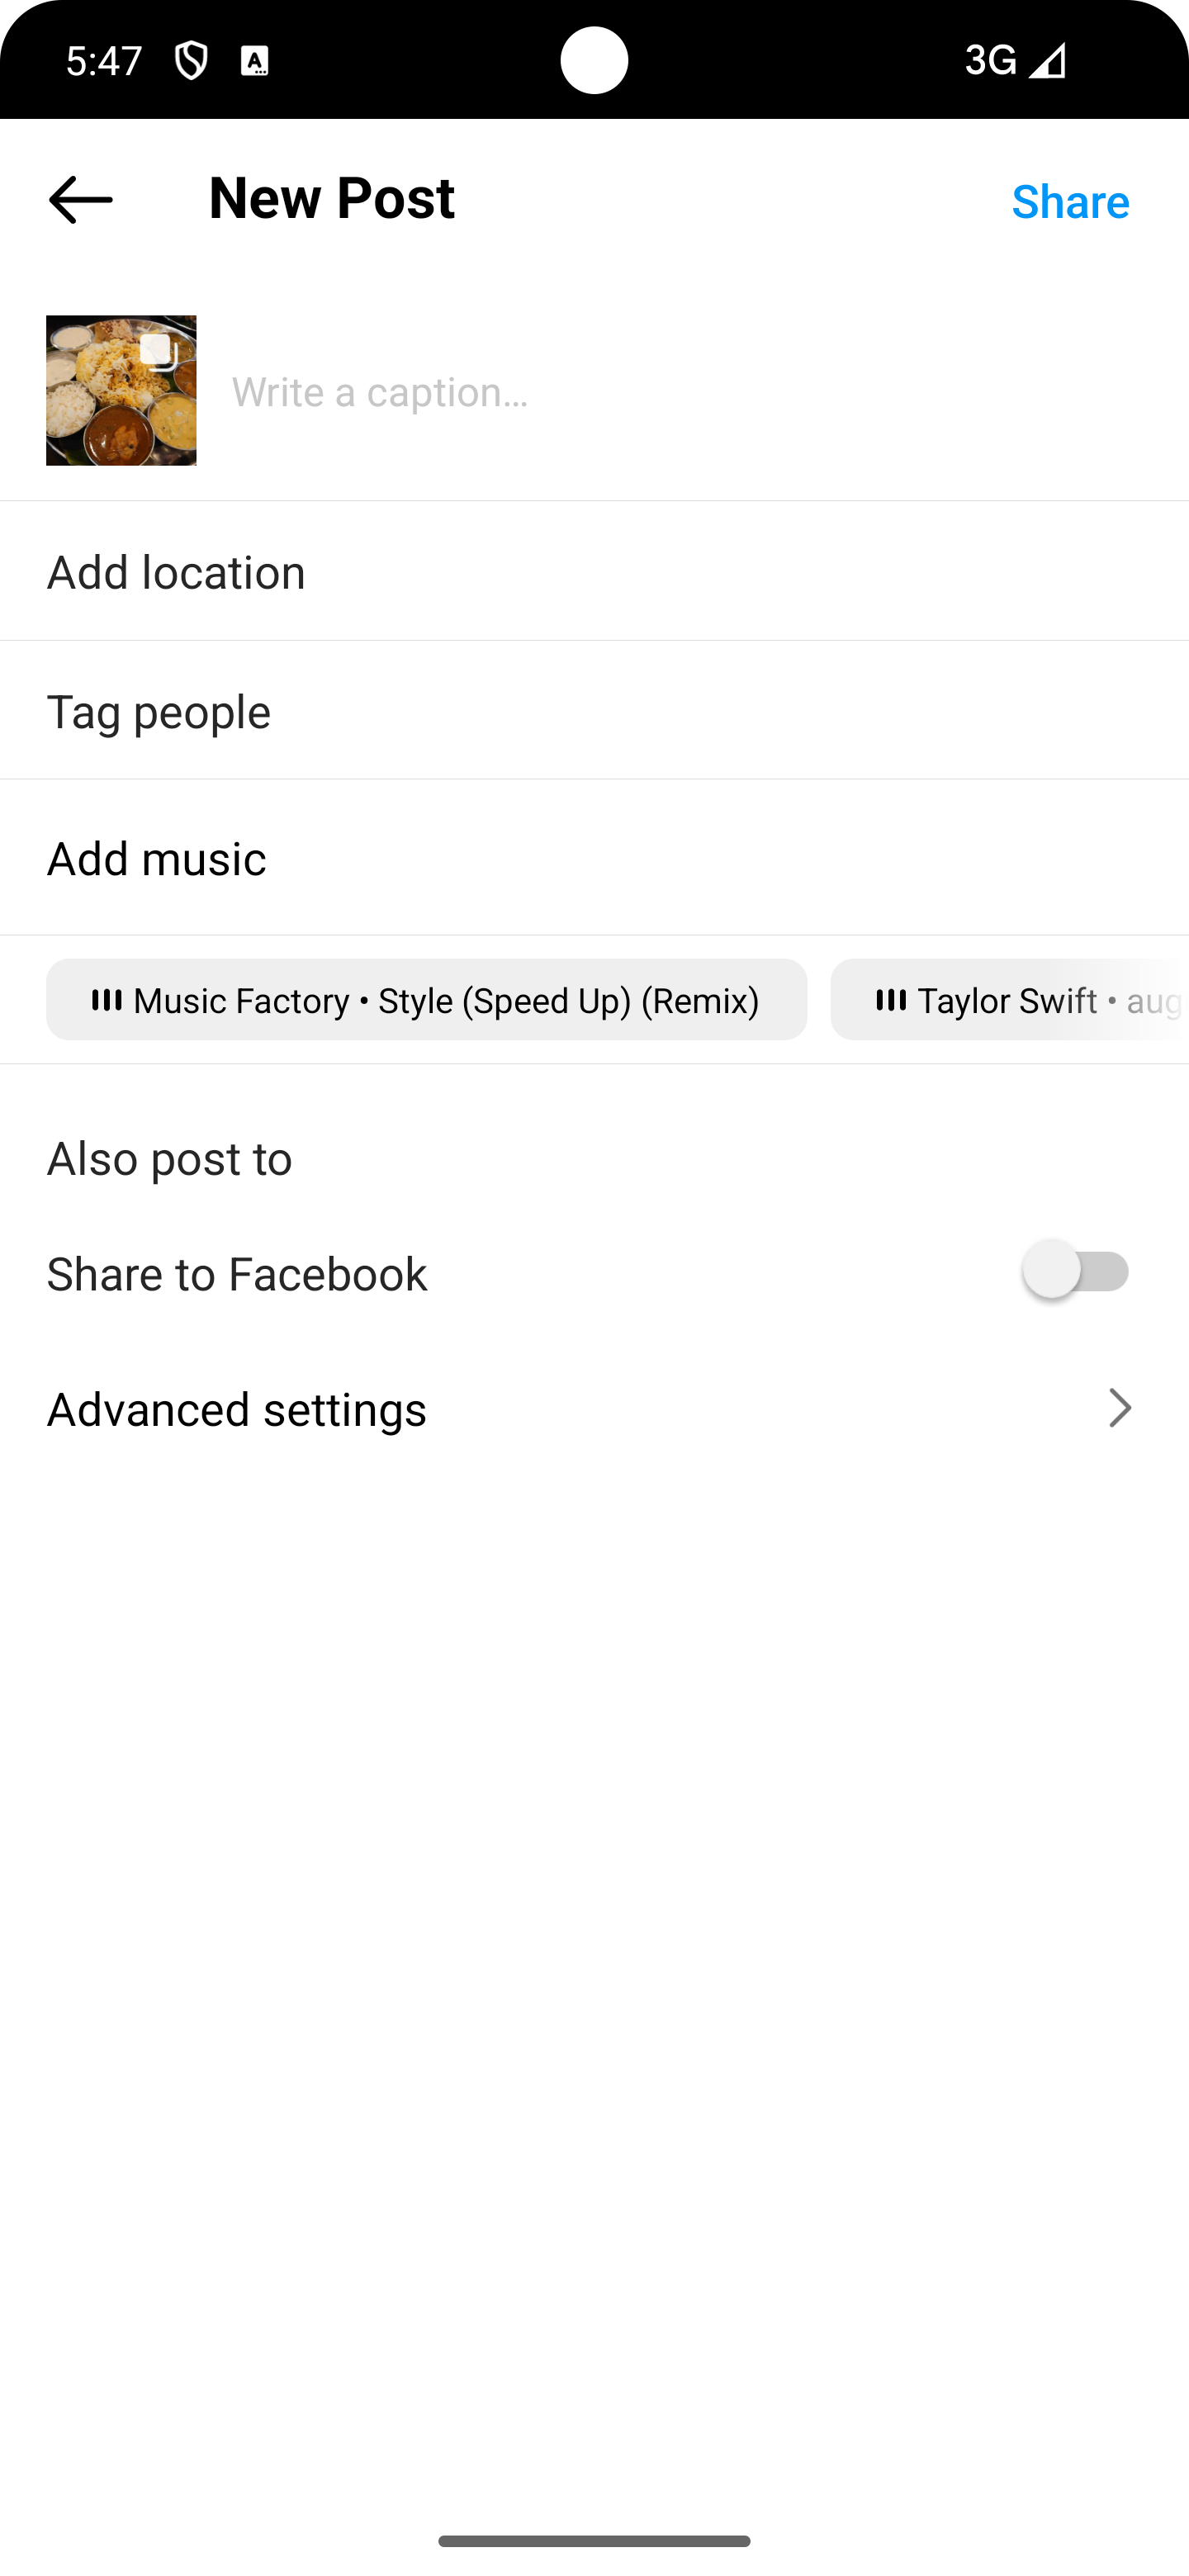 5:47
3G
New Post
Share
Write a caption...
Add location
Tag people
Add music
Music Factory • Style (Speed Up) (Remix)
Taylor Swift • aug
Also post to
Share to Facebook
Advanced settings